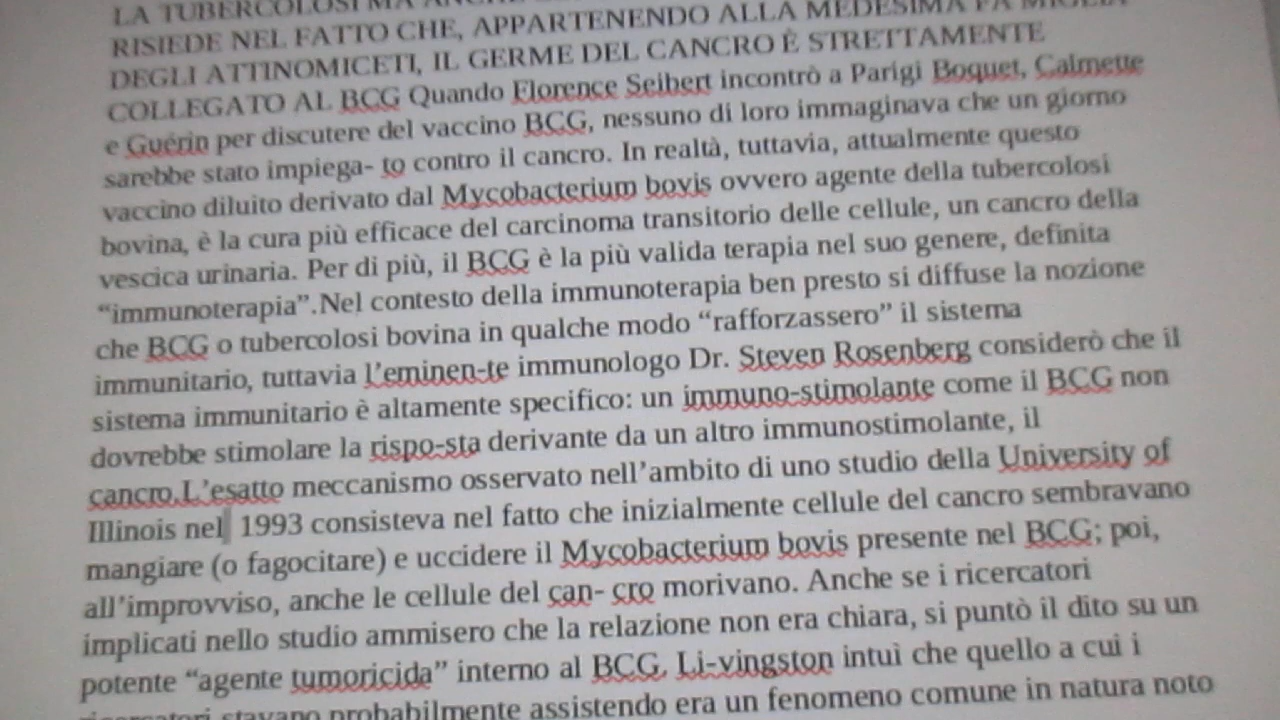 LA TUBERCOLOSI MA ANCHE
RISIEDE NEL FATTO CHE, APPARTENENDO ALLA MEDESIMA FA MIGLIA
DEGLI ATTINOMICETI, IL GERME DEL CANCRO È STRETTAMENTE
COLLEGATO AL BCG Quando Florence Seibert incontrò a Parigi Boquet, Calmette
e Guérin per discutere del vaccino BCG, nessuno di loro immaginava che un giorno
sarebbe stato impiega- to contro il cancro. In realtà, tuttavia, attualmente questo
vaccino diluito derivato dal Mycobacterium bovis ovvero agente della tubercolosi
bovina, è la cura più efficace del carcinoma transitorio delle cellule, un cancro della
vescica urinaria. Per di più, il BCG è la più valida terapia nel suo genere, definita
“immunoterapia”.Nel contesto della immunoterapia ben presto si diffuse la nozione
che BCG o tubercolosi bovina in qualche modo “rafforzassero” il sistema
immunitario, tuttavia l’eminen-te immunologo Dr. Steven Rosenberg considerò che il
sistema immunitario è altamente specifico: un immuno-stimolante come il BCG non
dovrebbe stimolare la rispo-sta derivante da un altro immunostimolante, il
cancro.L’esatto meccanismo osservato nell’ambito di uno studio della University of
Illinois nel 1993 consisteva nel fatto che inizialmente cellule del cancro sembravano
mangiare (o fagocitare) e uccidere il Mycobacterium bovis presente nel BCG; poi,
all’improvviso, anche le cellule del can- cro morivano. Anche se i ricercatori
implicati nello studio ammisero che la relazione non era chiara, si puntò il dito su un
potente “agente tumoricida” interno al BCG. Li-vingston intuì che quello a cui i
ricercatori stavano probabilmente assistendo era un fenomeno comune in natura noto